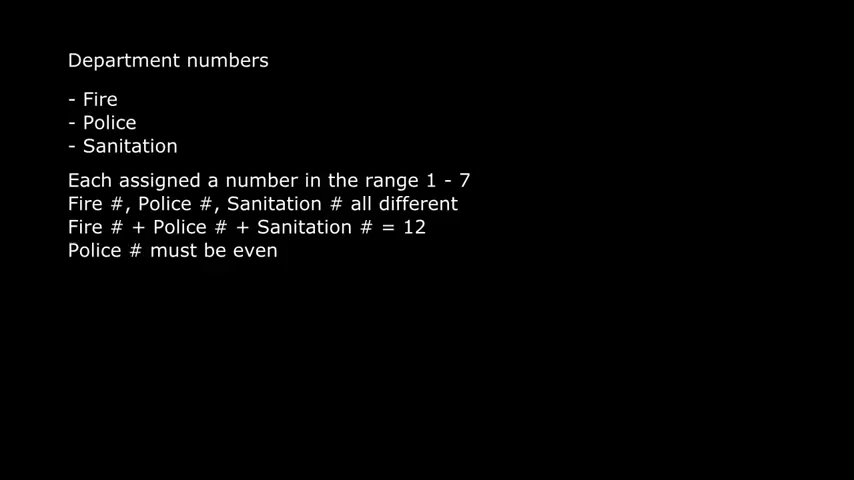 Department numbers
- Fire
- Police
- Sanitation
Each assigned a number in the range 1 - 7
Fire #, Police #, Sanitation # all different
Fire # + Police # + Sanitation # = 12
Police # must be even